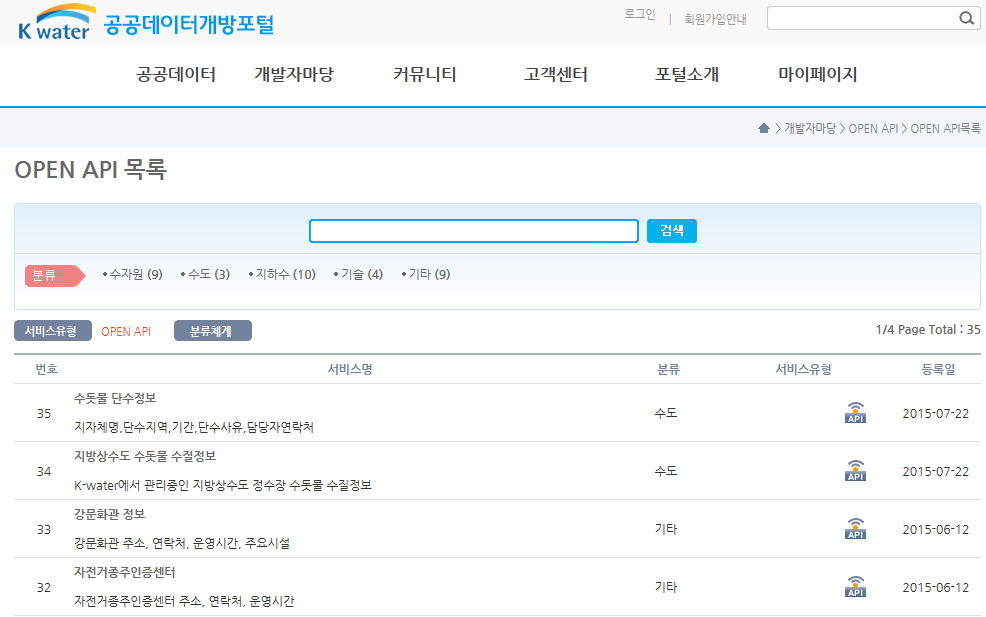 K water 공공데이터개방포털
로그인 | 회원가입안내
공공데이터 개발자마당 커뮤니티 고객센터 포털소개 마이페이지
> 개발자마당 > OPEN API > OPEN API목록
OPEN API 목록
검색
분류 • 수자원 (9) • 수도 (3) • 지하수 (10) • 기술 (4) • 기타 (9)
서비스유형 OPEN API 분류체계 1/4 Page Total : 35
번호 서비스명 분류 서비스유형 등록일
수돗물 단수정보
35 수도 API 2015-07-22
지자체명,단수지역,기간,단수사유,담당자연락처
지방상수도 수돗물 수질정보
34 수도 API 2015-07-22
K-water에서 관리중인 지방상수도 정수장 수돗물 수질정보
강문화관 정보
33 기타 API 2015-06-12
강문화관 주소, 연락처, 운영시간, 주요시설
자전거종주인증센터
32 기타 API 2015-06-12
자전거종주인증센터 주소, 연락처, 운영시간